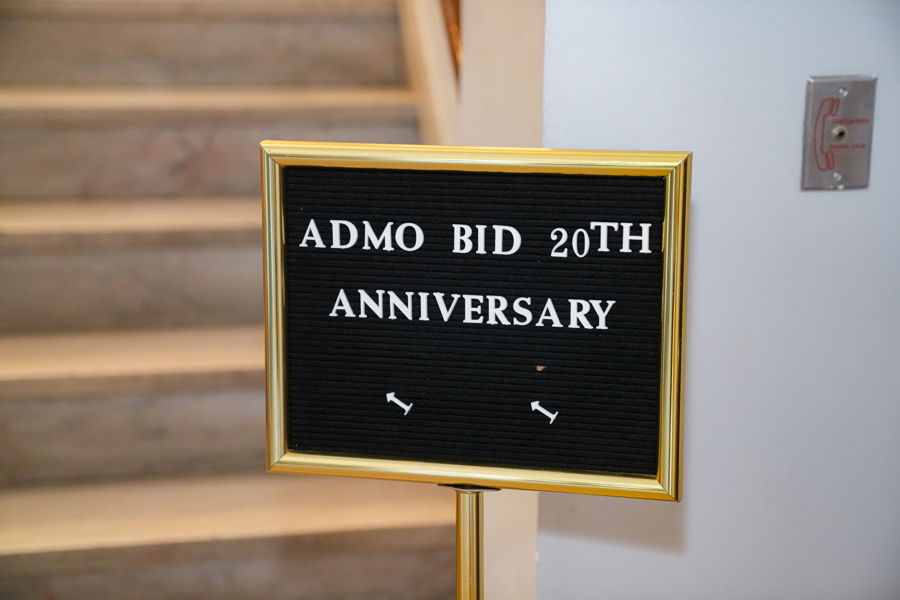 ADMO BID 20TH
ANNIVERSARY